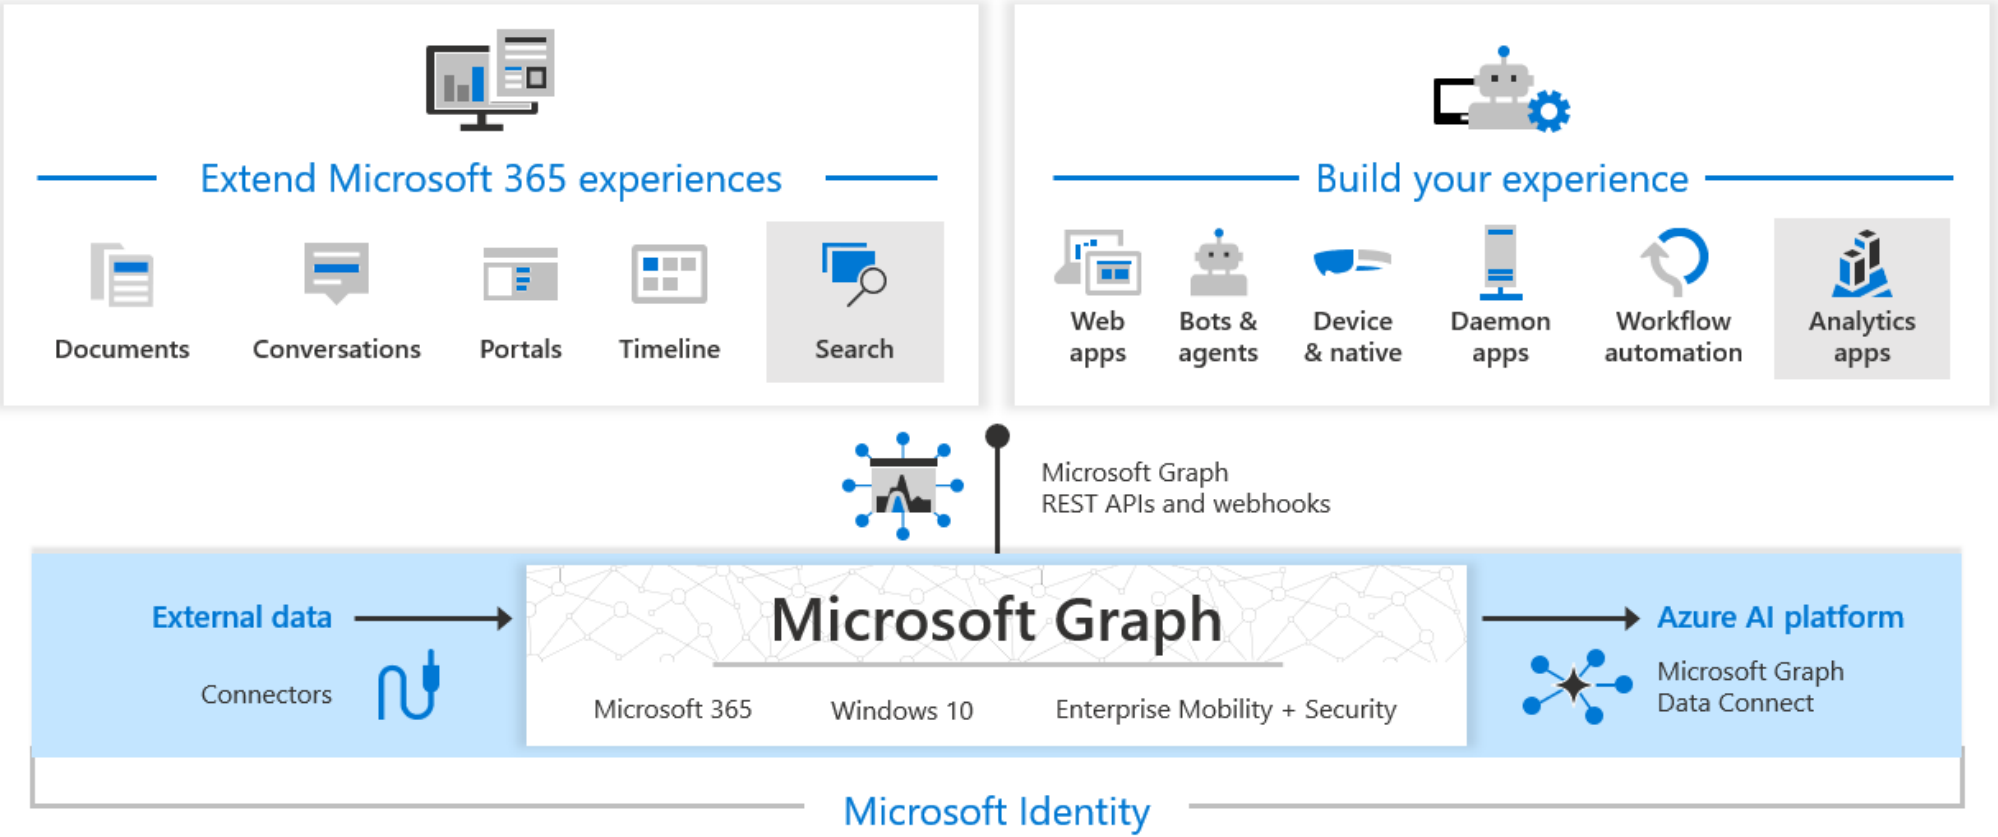 Extend Microsoft 365 experiences
Documents
Conversations
Portals
Timeline
Search
Build your experience
Web
apps
Bots &
agents
Device
& native
Daemon
apps
Workflow
automation
Analytics
apps
Microsoft Graph
REST APIs and webhooks
External data
Connectors
Microsoft Graph
Microsoft 365
Windows 10
Enterprise Mobility + Security
Azure AI platform
Microsoft Graph
Data Connect
Microsoft Identity